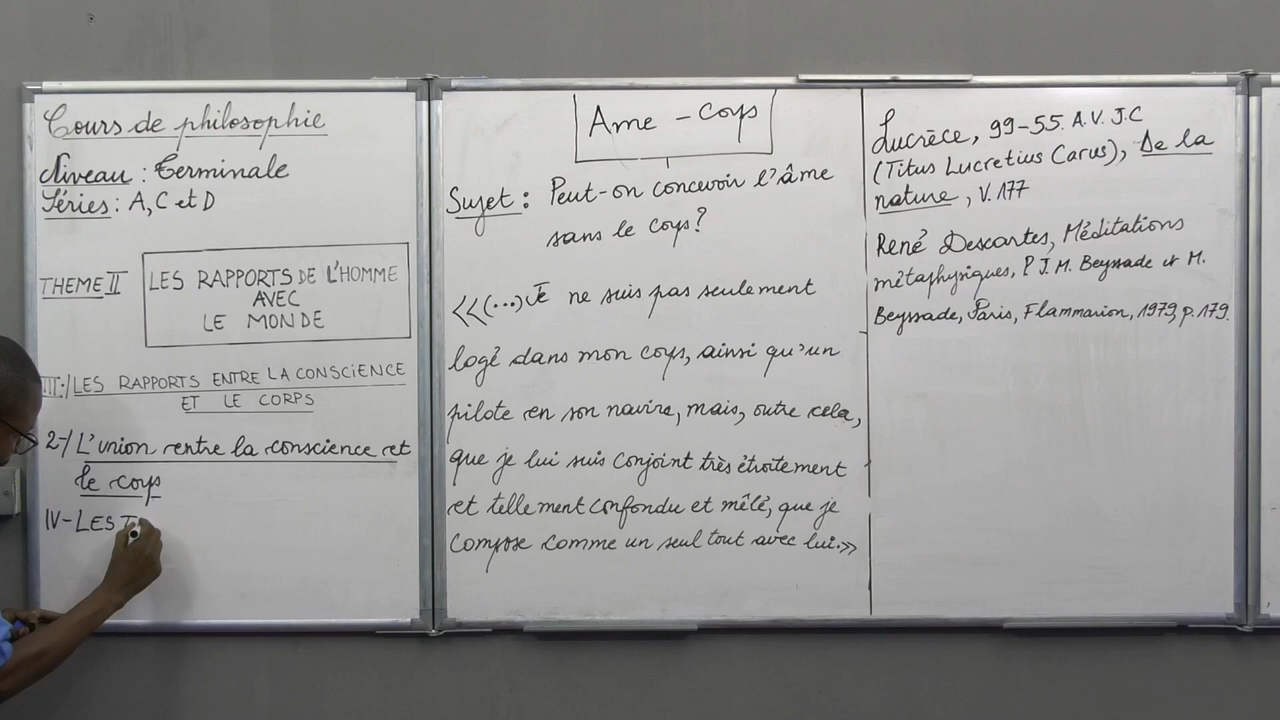 Cours de philosophie
Niveau : Terminale
Séries : A, C et D
THEME II
LES RAPPORTS DE L'HOMME
AVEC
LE MONDE
III:/ LES RAPPORTS ENTRE LA CONSCIENCE
ET LE CORPS
2-/ L'union entre la conscience et
le corps
IV - LES
Ame - Corps
Sujet : Peut-on concevoir l'âme
sans le corps ?
<<(...) Je ne suis pas seulement
logé dans mon corps, ainsi qu'un
pilote en son navire, mais, outre cela,
que je lui suis conjoint très étroitement
et tellement confondu et mêlé, que je
compose comme un seul tout avec lui.>>
Lucrèce, 99-55. A.V. J.C
(Titus Lucretius Carus), De la
nature, V. 177
René Descartes, Méditations
métaphysiques, P J.M. Beyssade et M.
Beyssade, Paris, Flammarion, 1979, p. 179.